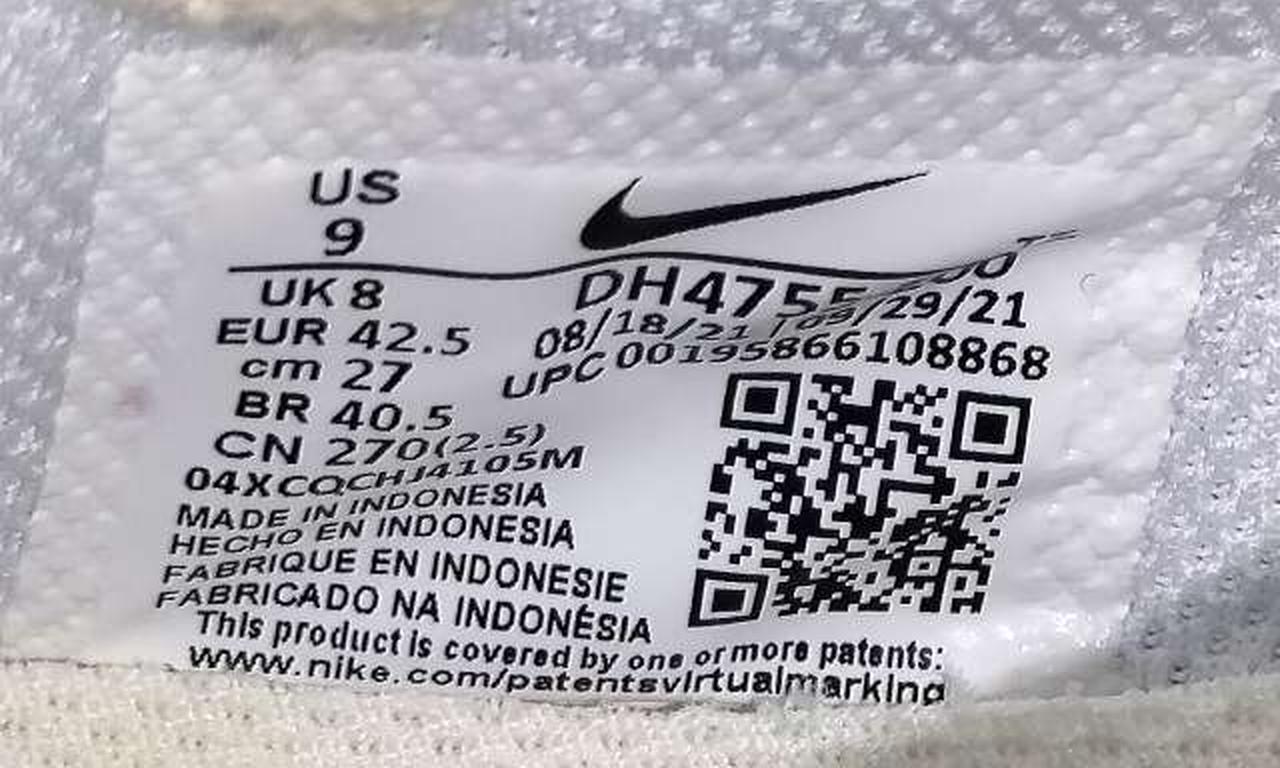 US
9
UK 8
EUR 42.5
cm 27
BR 40.5
CN 270(2.5)
04XCQCHJ4105M
MADE IN INDONESIA
HECHO EN INDONESIA
FABRIQUE EN INDONESIE
FABRICADO NA INDONÉSIA
08/18/21 / 09/29/21
UPC 00195866108868
This product is covered by one or more patents:
www.nike.com/patentsvirtualmarking